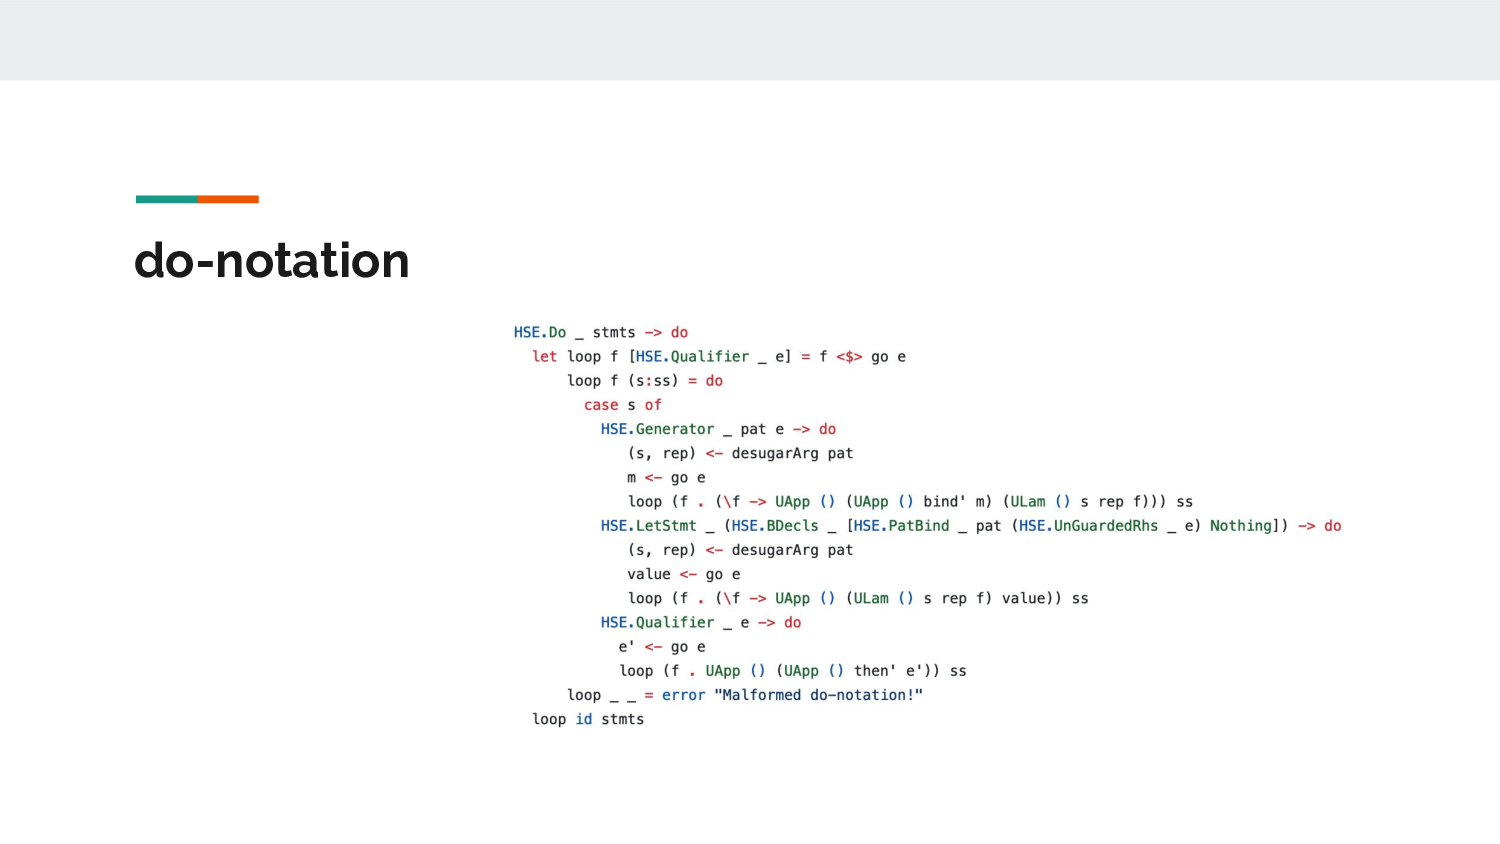 do-notation
HSE.Do _ stmts -> do
  let loop f [HSE.Qualifier _ e] = f <$> go e
      loop f (s:ss) = do
        case s of
          HSE.Generator _ pat e -> do
             (s, rep) <- desugarArg pat
             m <- go e
             loop (f . (\f -> UApp () (UApp () bind' m) (ULam () s rep f))) ss
          HSE.LetStmt _ (HSE.BDecls _ [HSE.PatBind _ pat (HSE.UnGuardedRhs _ e) Nothing]) -> do
             (s, rep) <- desugarArg pat
             value <- go e
             loop (f . (\f -> UApp () (ULam () s rep f) value)) ss
          HSE.Qualifier _ e -> do
            e' <- go e
            loop (f . UApp () (UApp () then' e')) ss
      loop _ _ = error "Malformed do-notation!"
  loop id stmts